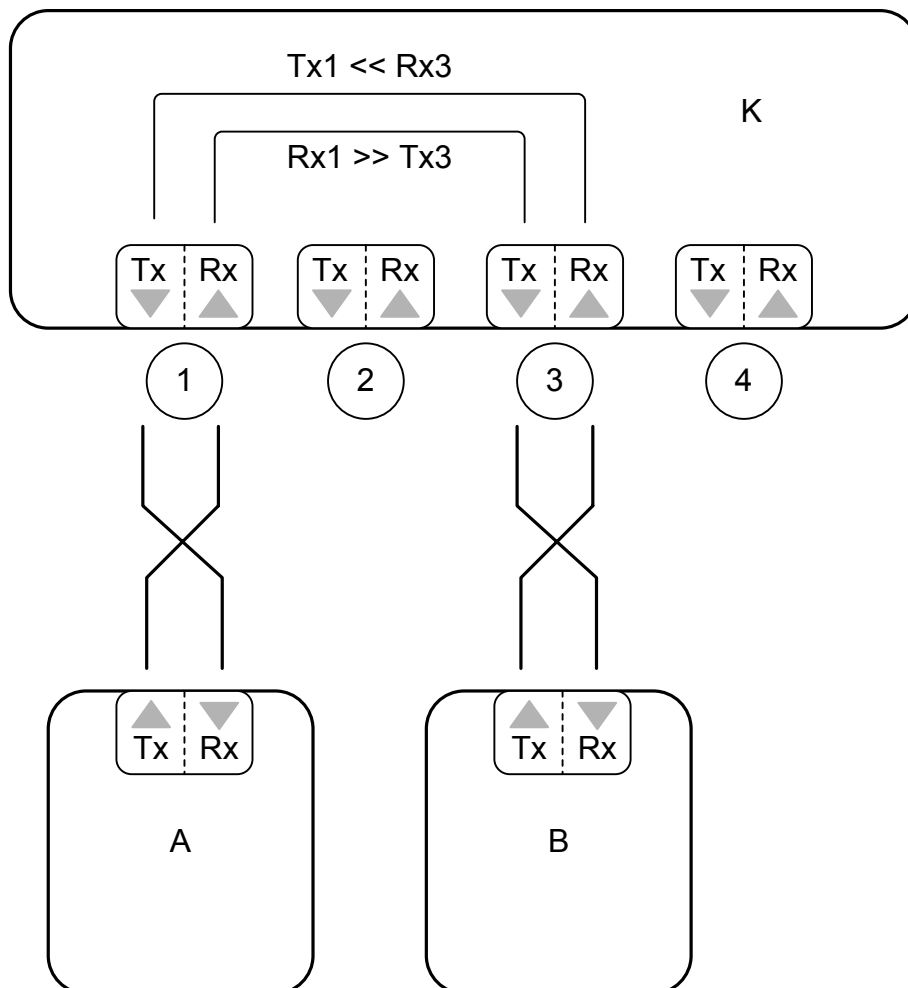 Tx1 << Rx3
K
Rx1 >> Tx3
Tx Rx Tx Rx Tx Rx Tx Rx
1 2 3 4
Tx Rx Tx Rx
A B